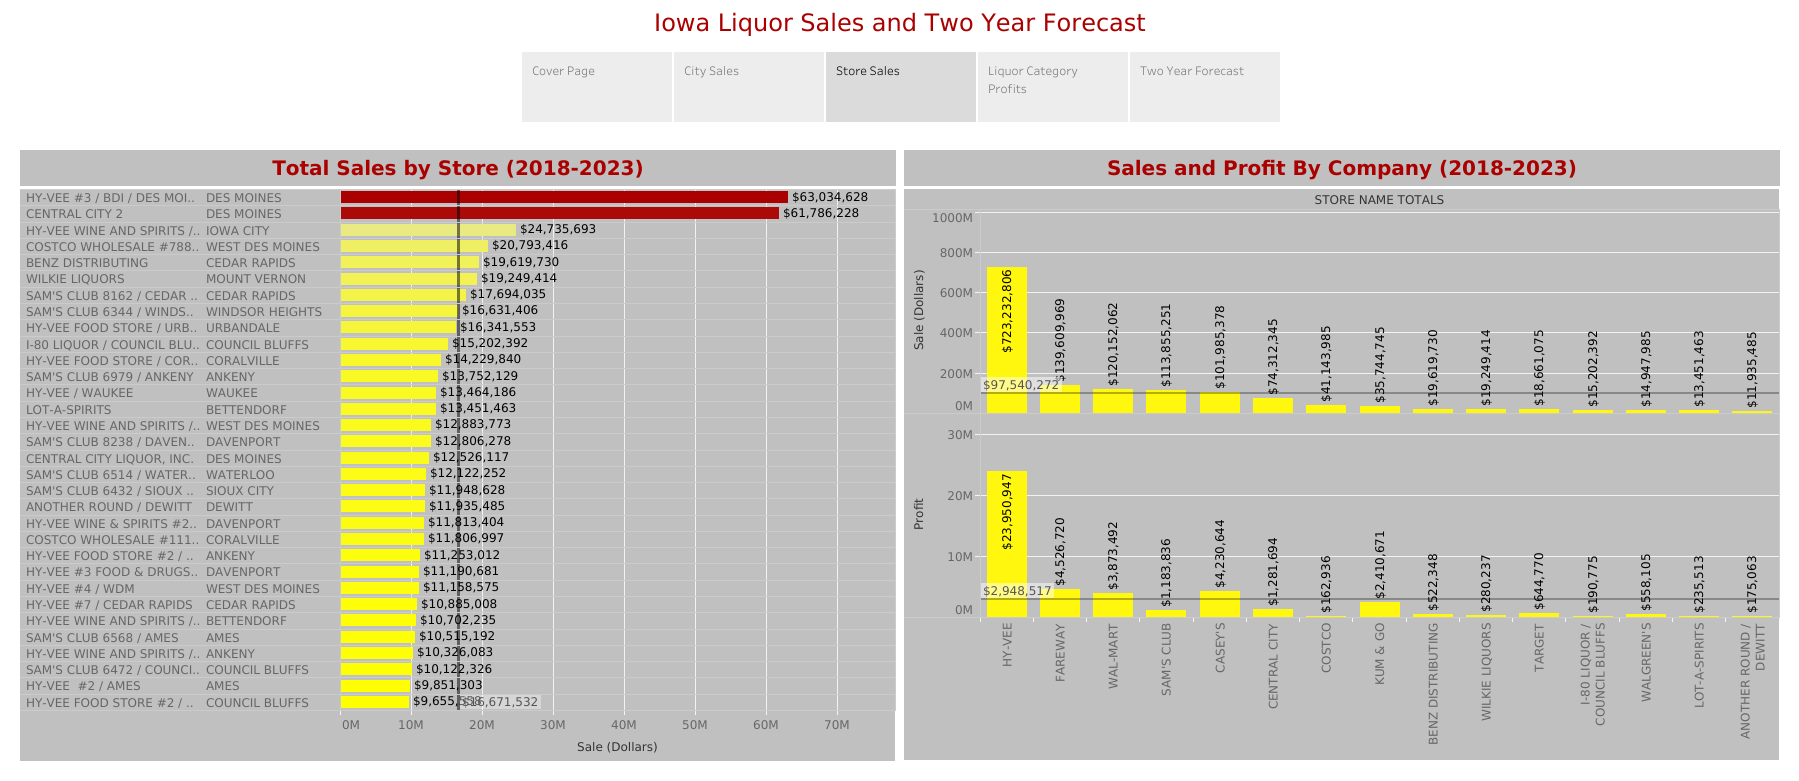 Iowa Liquor Sales and Two Year Forecast
Cover Page
City Sales
Store Sales
Liquor Category
Profits
Two Year Forecast
Total Sales by Store (2018-2023)
HY-VEE #3 / BDI / DES MOI.. DES MOINES $63,034,628
CENTRAL CITY 2 DES MOINES $61,786,228
HY-VEE WINE AND SPIRITS /.. IOWA CITY $24,735,693
COSTCO WHOLESALE #788.. WEST DES MOINES $20,793,416
BENZ DISTRIBUTING CEDAR RAPIDS $19,619,730
WILKIE LIQUORS MOUNT VERNON $19,249,414
SAM'S CLUB 8162 / CEDAR .. CEDAR RAPIDS $17,694,035
SAM'S CLUB 6344 / WINDS.. WINDSOR HEIGHTS $16,631,406
HY-VEE FOOD STORE / URB.. URBANDALE $16,341,553
I-80 LIQUOR / COUNCIL BLU.. COUNCIL BLUFFS $15,202,392
HY-VEE FOOD STORE / COR.. CORALVILLE $14,229,840
SAM'S CLUB 6979 / ANKENY ANKENY $13,752,129
HY-VEE / WAUKEE WAUKEE $13,464,186
LOT-A-SPIRITS BETTENDORF $13,451,463
HY-VEE WINE AND SPIRITS /.. WEST DES MOINES $12,883,773
SAM'S CLUB 8238 / DAVEN.. DAVENPORT $12,806,278
CENTRAL CITY LIQUOR, INC. DES MOINES $12,526,117
SAM'S CLUB 6514 / WATER.. WATERLOO $12,122,252
SAM'S CLUB 6432 / SIOUX .. SIOUX CITY $11,948,628
ANOTHER ROUND / DEWITT DEWITT $11,935,485
HY-VEE WINE & SPIRITS #2.. DAVENPORT $11,813,404
COSTCO WHOLESALE #111.. CORALVILLE $11,806,997
HY-VEE FOOD STORE #2 / .. ANKENY $11,253,012
HY-VEE #3 FOOD & DRUGS.. DAVENPORT $11,190,681
HY-VEE #4 / WDM WEST DES MOINES $11,158,575
HY-VEE #7 / CEDAR RAPIDS CEDAR RAPIDS $10,885,008
HY-VEE WINE AND SPIRITS /.. BETTENDORF $10,702,235
SAM'S CLUB 6568 / AMES AMES $10,515,192
HY-VEE WINE AND SPIRITS /.. ANKENY $10,326,083
SAM'S CLUB 6472 / COUNCI.. COUNCIL BLUFFS $10,122,326
HY-VEE #2 / AMES AMES $9,851,303
HY-VEE FOOD STORE #2 / .. COUNCIL BLUFFS $16,671,532
0M 10M 20M 30M 40M 50M 60M 70M
Sale (Dollars)
Sales and Profit By Company (2018-2023)
STORE NAME TOTALS
Sale (Dollars)
1000M
800M
600M
400M
200M
0M
$97,540,272
$723,232,806
$139,609,969
$120,152,062
$113,855,251
$101,985,378
$74,312,345
$41,143,985
$35,744,745
$19,619,730
$19,249,414
$18,661,075
$15,202,392
$14,947,985
$13,451,463
$11,935,485
Profit
30M
20M
10M
0M
$2,948,517
$23,950,947
$4,526,720
$3,873,492
$1,183,836
$4,230,644
$1,281,694
$162,936
$2,410,671
$522,348
$280,237
$644,770
$190,775
$558,105
$235,513
$175,063
HY-VEE
FAREWAY
WAL-MART
SAM'S CLUB
CASEY'S
CENTRAL CITY
COSTCO
KUM & GO
BENZ DISTRIBUTING
WILKIE LIQUORS
TARGET
I-80 LIQUOR /
COUNCIL BLUFFS
WALGREEN'S
LOT-A-SPIRITS
ANOTHER ROUND /
DEWITT